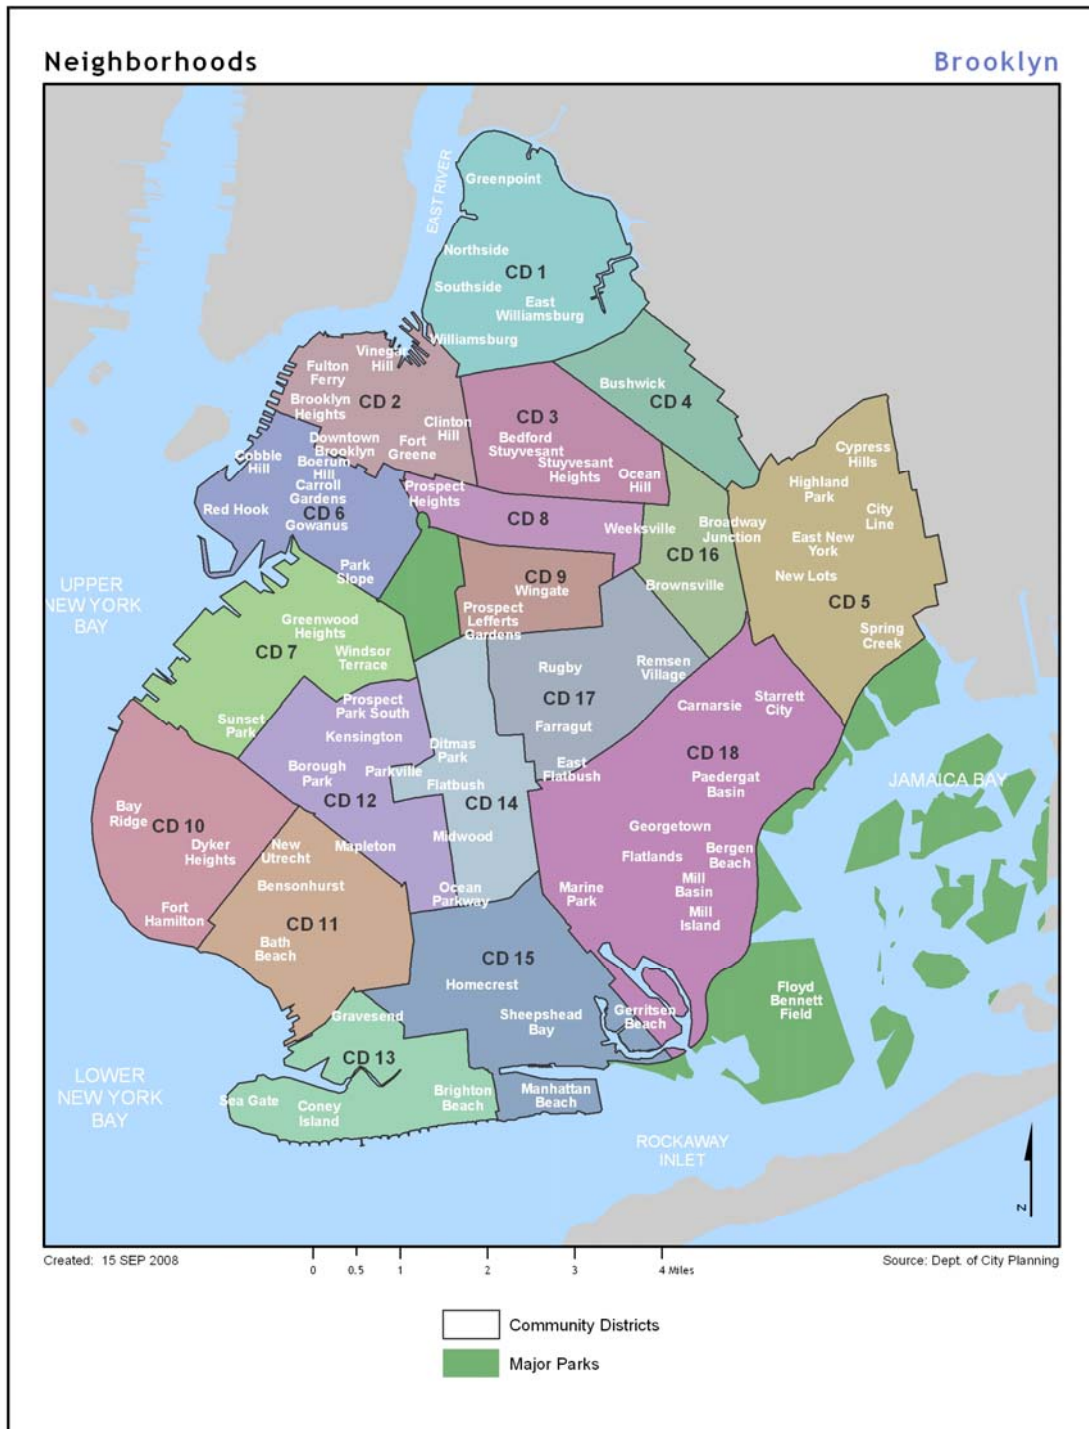 Neighborhoods
Brooklyn
EAST RIVER
Greenpoint
Northside
CD 1
Southside
East
Williamsburg
Williamsburg
Vinegar
Hill
Fulton
Ferry
Brooklyn
Heights
CD 2
Clinton
Hill
Downtown
Brooklyn
Fort
Greene
Bushwick
CD 4
CD 3
Bedford
Stuyvesant
Stuyvesant
Heights
Ocean
Hill
Cobble
Hill
Boerum
Hill
Carroll
Gardens
Red Hook
CD 6
Gowanus
Park
Slope
Prospect
Heights
CD 8
Weeksville
Cypress
Hills
Highland
Park
City
Line
Broadway
Junction
East New
York
CD 16
New Lots
Brownsville
CD 5
Spring
Creek
CD 9
Wingate
Prospect
Lefferts
Gardens
UPPER
NEW YORK
BAY
Greenwood
Heights
CD 7
Windsor
Terrace
Sunset
Park
Rugby
Remsen
Village
CD 17
Farragut
East
Flatbush
Carnarsie
Starrett
City
CD 18
Paedergat
Basin
JAMAICA BAY
Prospect
Park South
Kensington
Borough
Park
Parkville
CD 12
Ditmas
Park
Flatbush
CD 14
Midwood
Mapleton
Ocean
Parkway
Bay
Ridge
CD 10
Dyker
Heights
Fort
Hamilton
New
Utrecht
Bensonhurst
CD 11
Bath
Beach
Georgetown
Flatlands
Bergen
Beach
Mill
Basin
Marine
Park
Mill
Island
CD 15
Homecrest
Sheepshead
Bay
Gerritsen
Beach
Floyd
Bennett
Field
Gravesend
CD 13
Sea Gate
Coney
Island
Brighton
Beach
Manhattan
Beach
LOWER
NEW YORK
BAY
ROCKAWAY
INLET
N
Created: 15 SEP 2008
0 0.5 1 2 3 4 Miles
Source: Dept. of City Planning
Community Districts
Major Parks